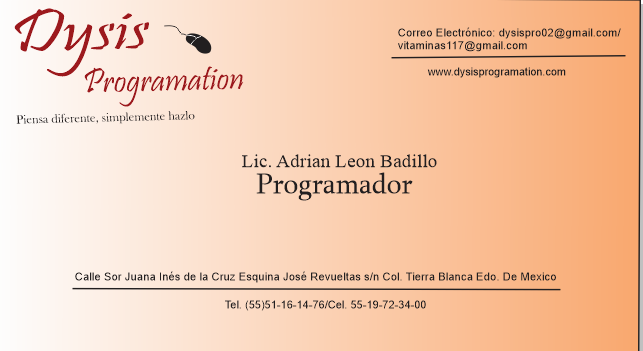 Dysis
Programation
Piensa diferente, simplemente hazlo
Correo Electrónico: dysispro02@gmail.com/
vitaminas117@gmail.com
www.dysisprogramation.com
Lic. Adrian Leon Badillo
Programador
Calle Sor Juana Inés de la Cruz Esquina José Revueltas s/n Col. Tierra Blanca Edo. De Mexico
Tel. (55)51-16-14-76/Cel. 55-19-72-34-00